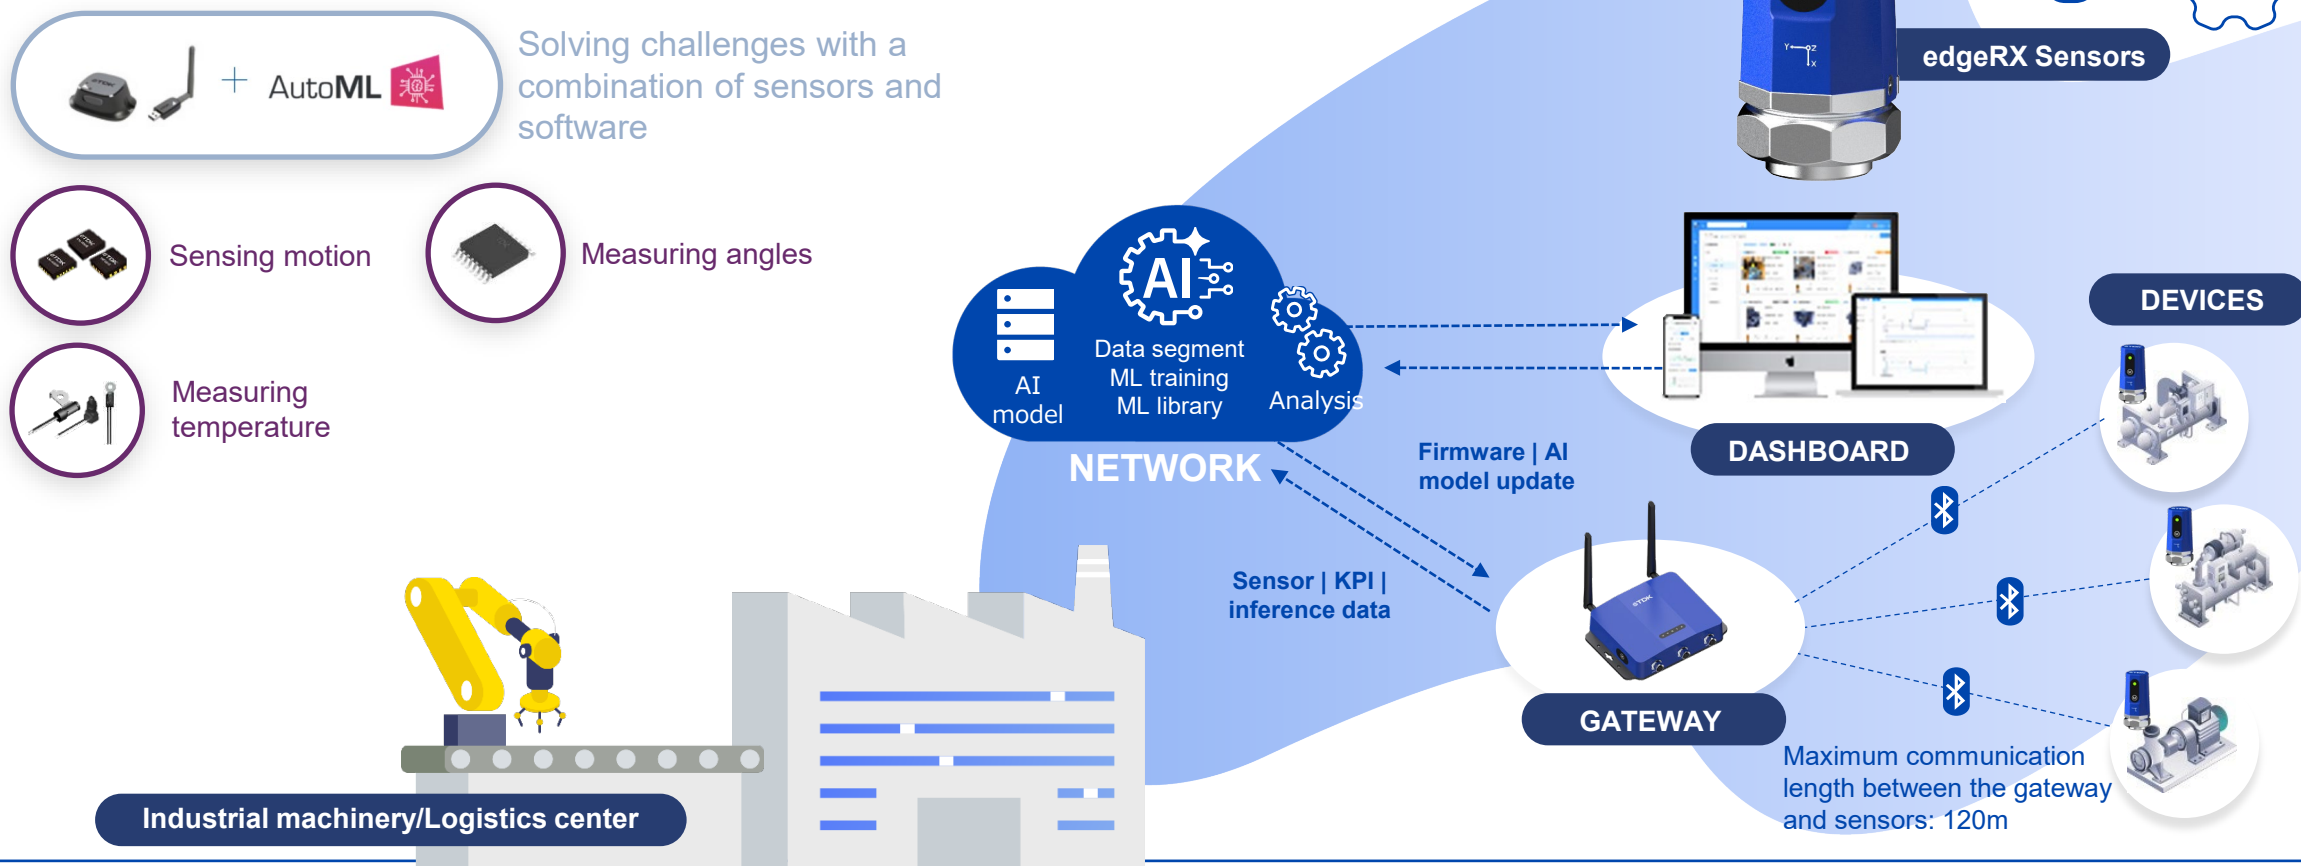 AutoML
Solving challenges with a
combination of sensors and
software
Sensing motion
Measuring angles
Measuring
temperature
edgeRX Sensors
Y Z
X
AI
AI
model
Data segment
ML training
ML library
Analysis
NETWORK
DASHBOARD
DEVICES
Firmware | AI
model update
Sensor | KPI |
inference data
TDK
GATEWAY
Maximum communication
length between the gateway
and sensors: 120m
Industrial machinery/Logistics center